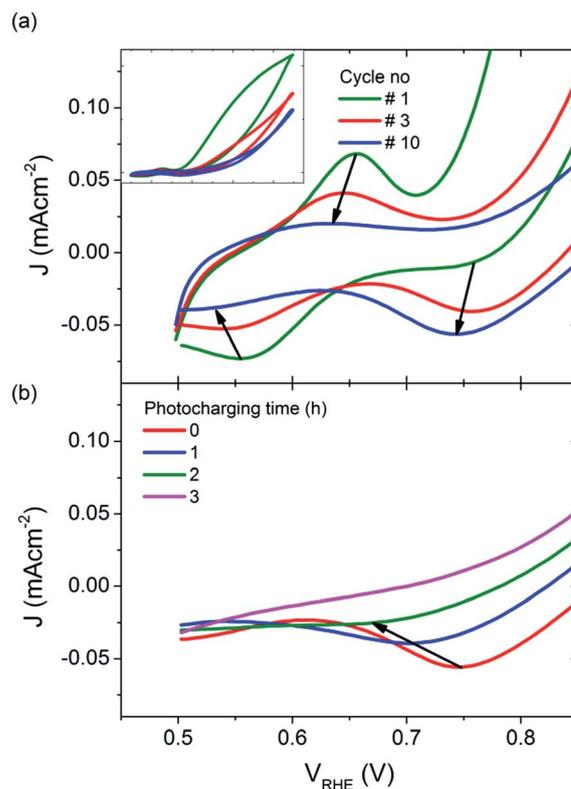 (a)
Cycle no
# 1
# 3
# 10
0.10
0.05
0.00
-0.05
J (mAcm⁻²)
(b)
Photocharging time (h)
0
1
2
3
0.10
0.05
0.00
-0.05
J (mAcm⁻²)
0.5 0.6 0.7 0.8
V_RHE (V)